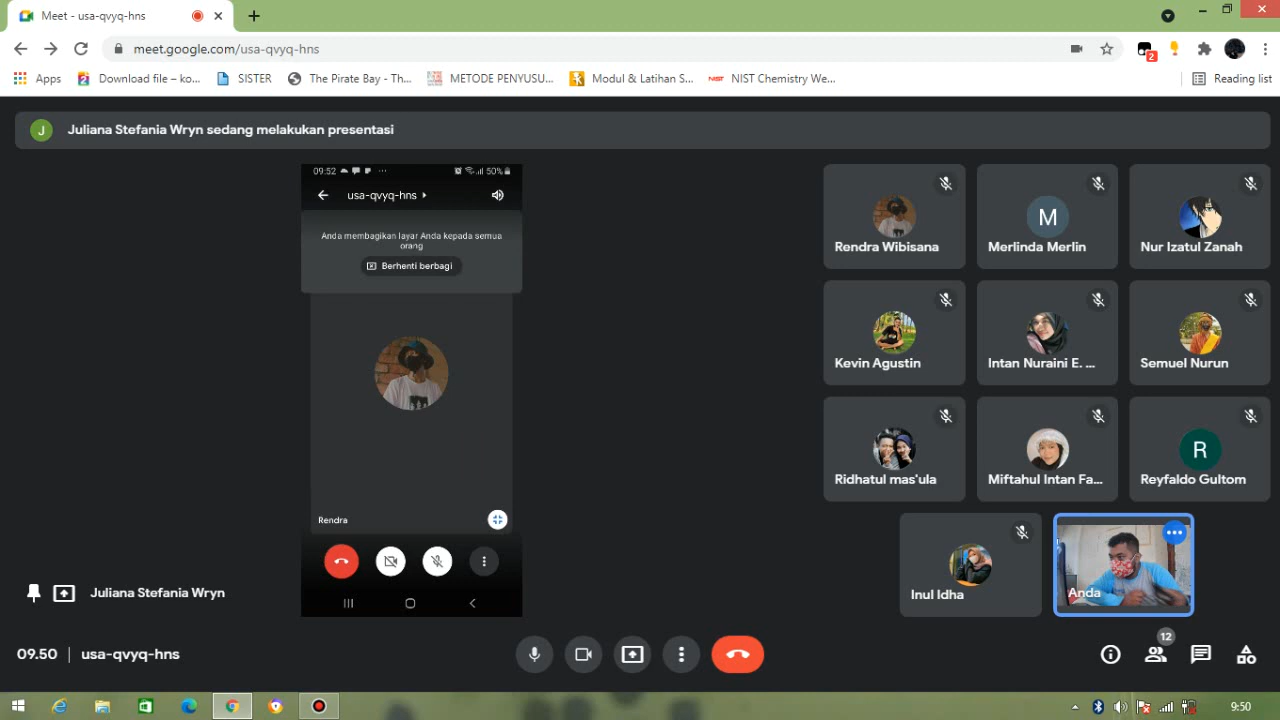 Meet - usa-qvyq-hns
meet.google.com/usa-qvyq-hns
2
Apps
Download file – ko...
SISTER
The Pirate Bay - Th...
METODE PENYUSU...
Modul & Latihan S...
NIST Chemistry We...
Reading list
J
Juliana Stefania Wryn sedang melakukan presentasi
09:52
50%
usa-qvyq-hns
Anda membagikan layar Anda kepada semua
orang
Berhenti berbagi
Rendra
Rendra Wibisana
M
Merlinda Merlin
Nur Izatul Zanah
Kevin Agustin
Intan Nuraini E. ...
Semuel Nurun
Ridhatul mas'ula
Miftahul Intan Fa...
R
Reyfaldo Gultom
Inul Idha
Anda
Juliana Stefania Wryn
09.50 | usa-qvyq-hns
12
9:50